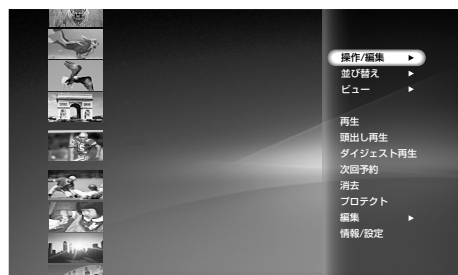 操作/編集 ▶
並び替え ▶
ビュー ▶
再生
頭出し再生
ダイジェスト再生
次回予約
消去
プロテクト
編集 ▶
情報/設定